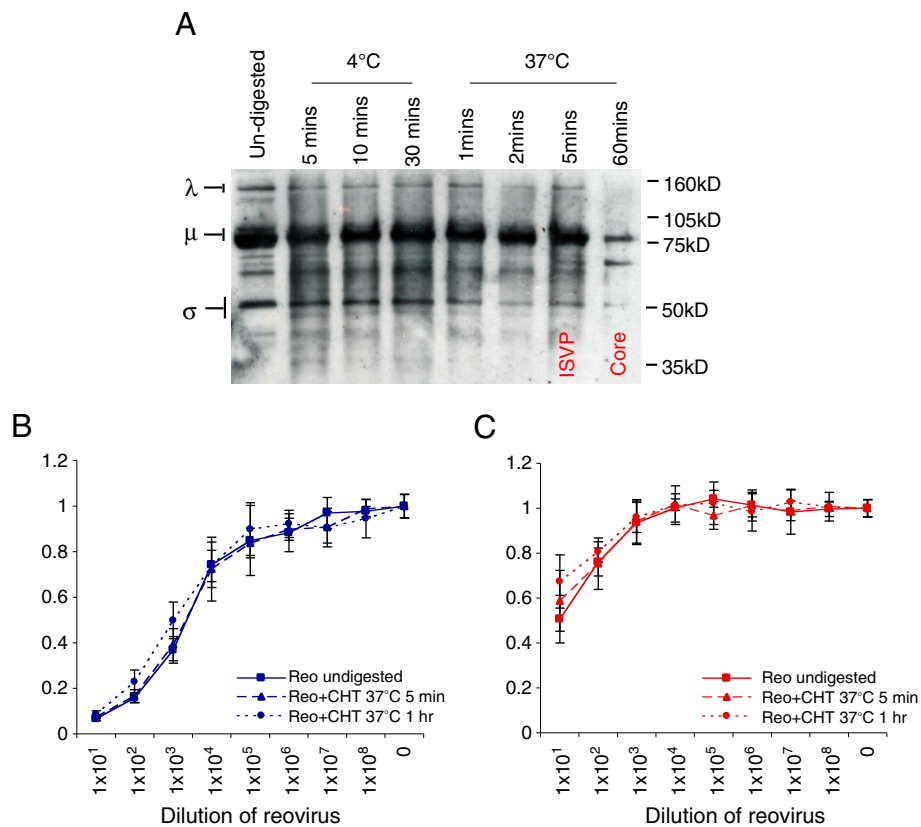 A
Un-digested
4°C
37°C
5 mins
10 mins
30 mins
1mins
2mins
5mins
60mins
λ
μ
σ
160kD
105kD
75kD
50kD
35kD
ISVP
Core
B
1.2
1
0.8
0.6
0.4
0.2
0
Reo undigested
Reo+CHT 37°C 5 min
Reo+CHT 37°C 1 hr
1x10¹
1x10²
1x10³
1x10⁴
1x10⁵
1x10⁶
1x10⁷
1x10⁸
0
Dilution of reovirus
C
1.2
1
0.8
0.6
0.4
0.2
0
Reo undigested
Reo+CHT 37°C 5 min
Reo+CHT 37°C 1 hr
1x10¹
1x10²
1x10³
1x10⁴
1x10⁵
1x10⁶
1x10⁷
1x10⁸
0
Dilution of reovirus